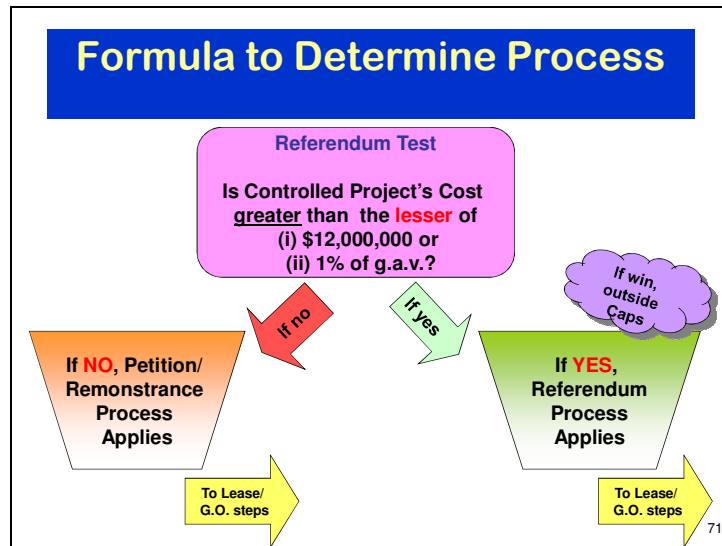 Formula to Determine Process
Referendum Test
Is Controlled Project's Cost
greater than the lesser of
(i) $12,000,000 or
(ii) 1% of g.a.v.?
If no
If yes
If win,
outside
Caps
If NO, Petition/
Remonstrance
Process
Applies
If YES,
Referendum
Process
Applies
To Lease/
G.O. steps
To Lease/
G.O. steps
71